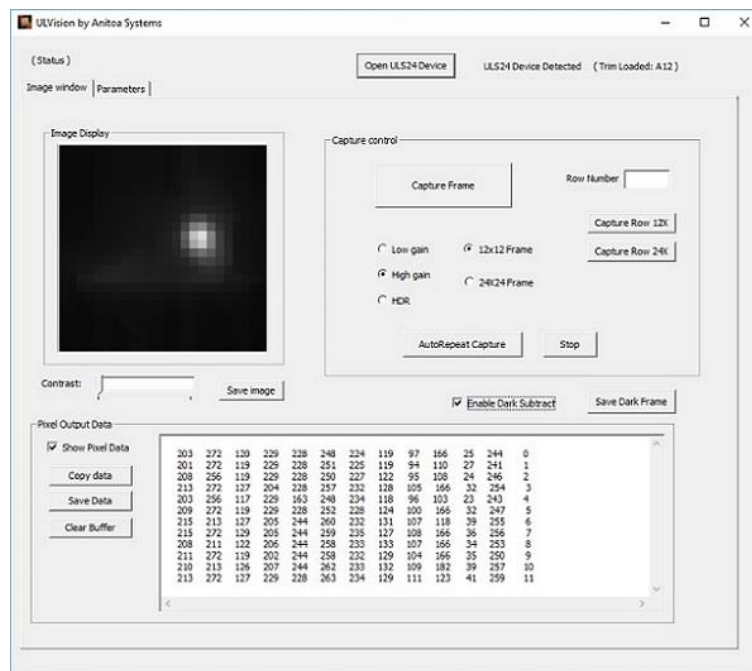 ULVision by Anitoa Systems
( Status )
Open ULS24 Device
ULS24 Device Detected ( Trim Loaded: A12 )
Image window
Parameters
Image Display
Capture control
Capture Frame
Row Number
Capture Row 12X
Low gain
12x12 Frame
Capture Row 24X
High gain
24X24 Frame
HDR
AutoRepeat Capture
Stop
Contrast:
Save image
Enable Dark Subtract
Save Dark Frame
Pixel Output Data
Show Pixel Data
Copy data
Save Data
Clear Buffer
203 272 120 229 228 248 224 119 97 166 25 244 0
201 272 119 229 228 251 225 119 94 110 27 241 1
208 256 119 229 228 250 227 122 95 108 24 246 2
213 272 127 204 228 257 232 128 105 166 32 254 3
203 256 117 229 163 248 234 118 96 103 23 243 4
209 272 119 229 228 252 228 124 100 166 32 247 5
215 213 127 205 244 260 232 131 107 118 39 255 6
215 272 129 205 244 259 235 127 108 166 36 256 7
208 211 122 206 244 258 233 133 107 166 34 253 8
211 272 119 202 244 258 232 129 104 166 35 250 9
210 213 126 207 244 262 233 132 109 182 39 257 10
213 272 127 229 228 263 234 129 111 123 41 259 11